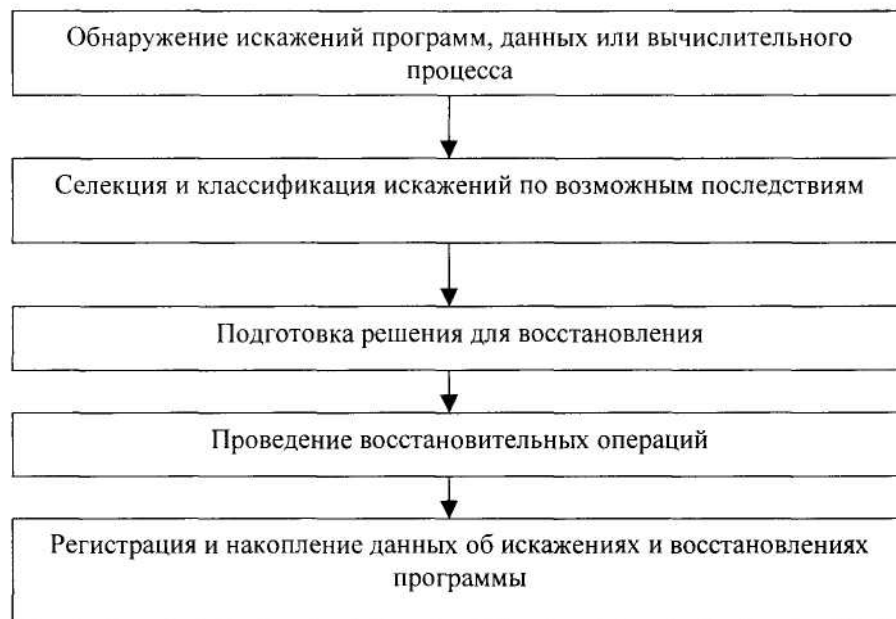 Обнаружение искажений программ, данных или вычислительного
процесса
Селекция и классификация искажений по возможным последствиям
Подготовка решения для восстановления
Проведение восстановительных операций
Регистрация и накопление данных об искажениях и восстановлениях
программы